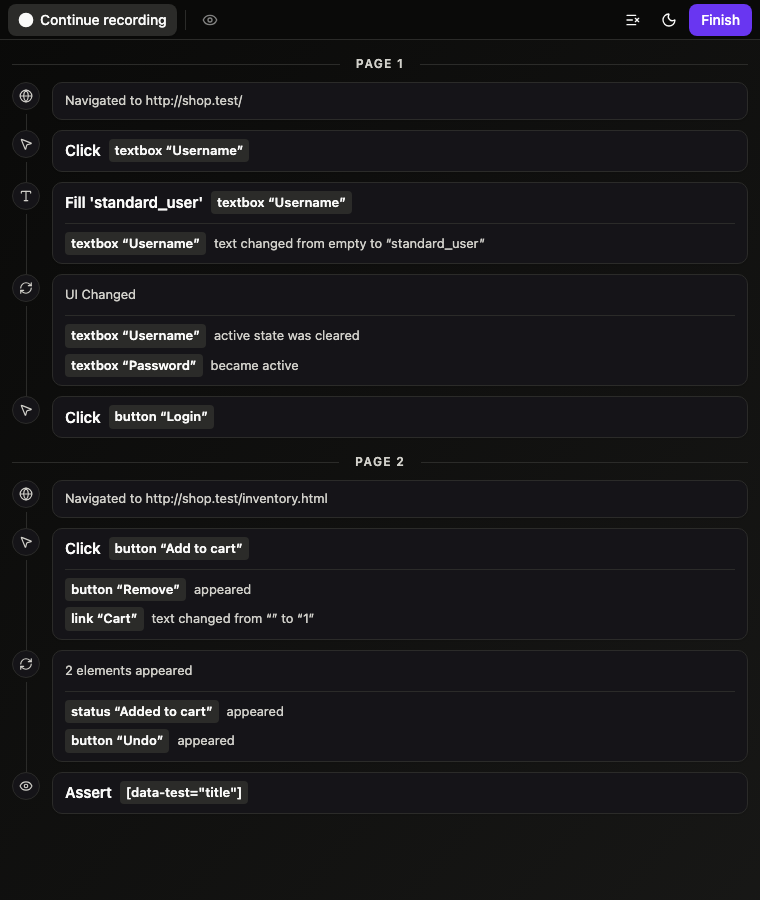 Continue recording
Finish
PAGE 1
Navigated to http://shop.test/
Click textbox “Username”
Fill 'standard_user' textbox “Username”
textbox “Username” text changed from empty to “standard_user”
UI Changed
textbox “Username” active state was cleared
textbox “Password” became active
Click button “Login”
PAGE 2
Navigated to http://shop.test/inventory.html
Click button “Add to cart”
button “Remove” appeared
link “Cart” text changed from “” to “1”
2 elements appeared
status “Added to cart” appeared
button “Undo” appeared
Assert [data-test="title"]